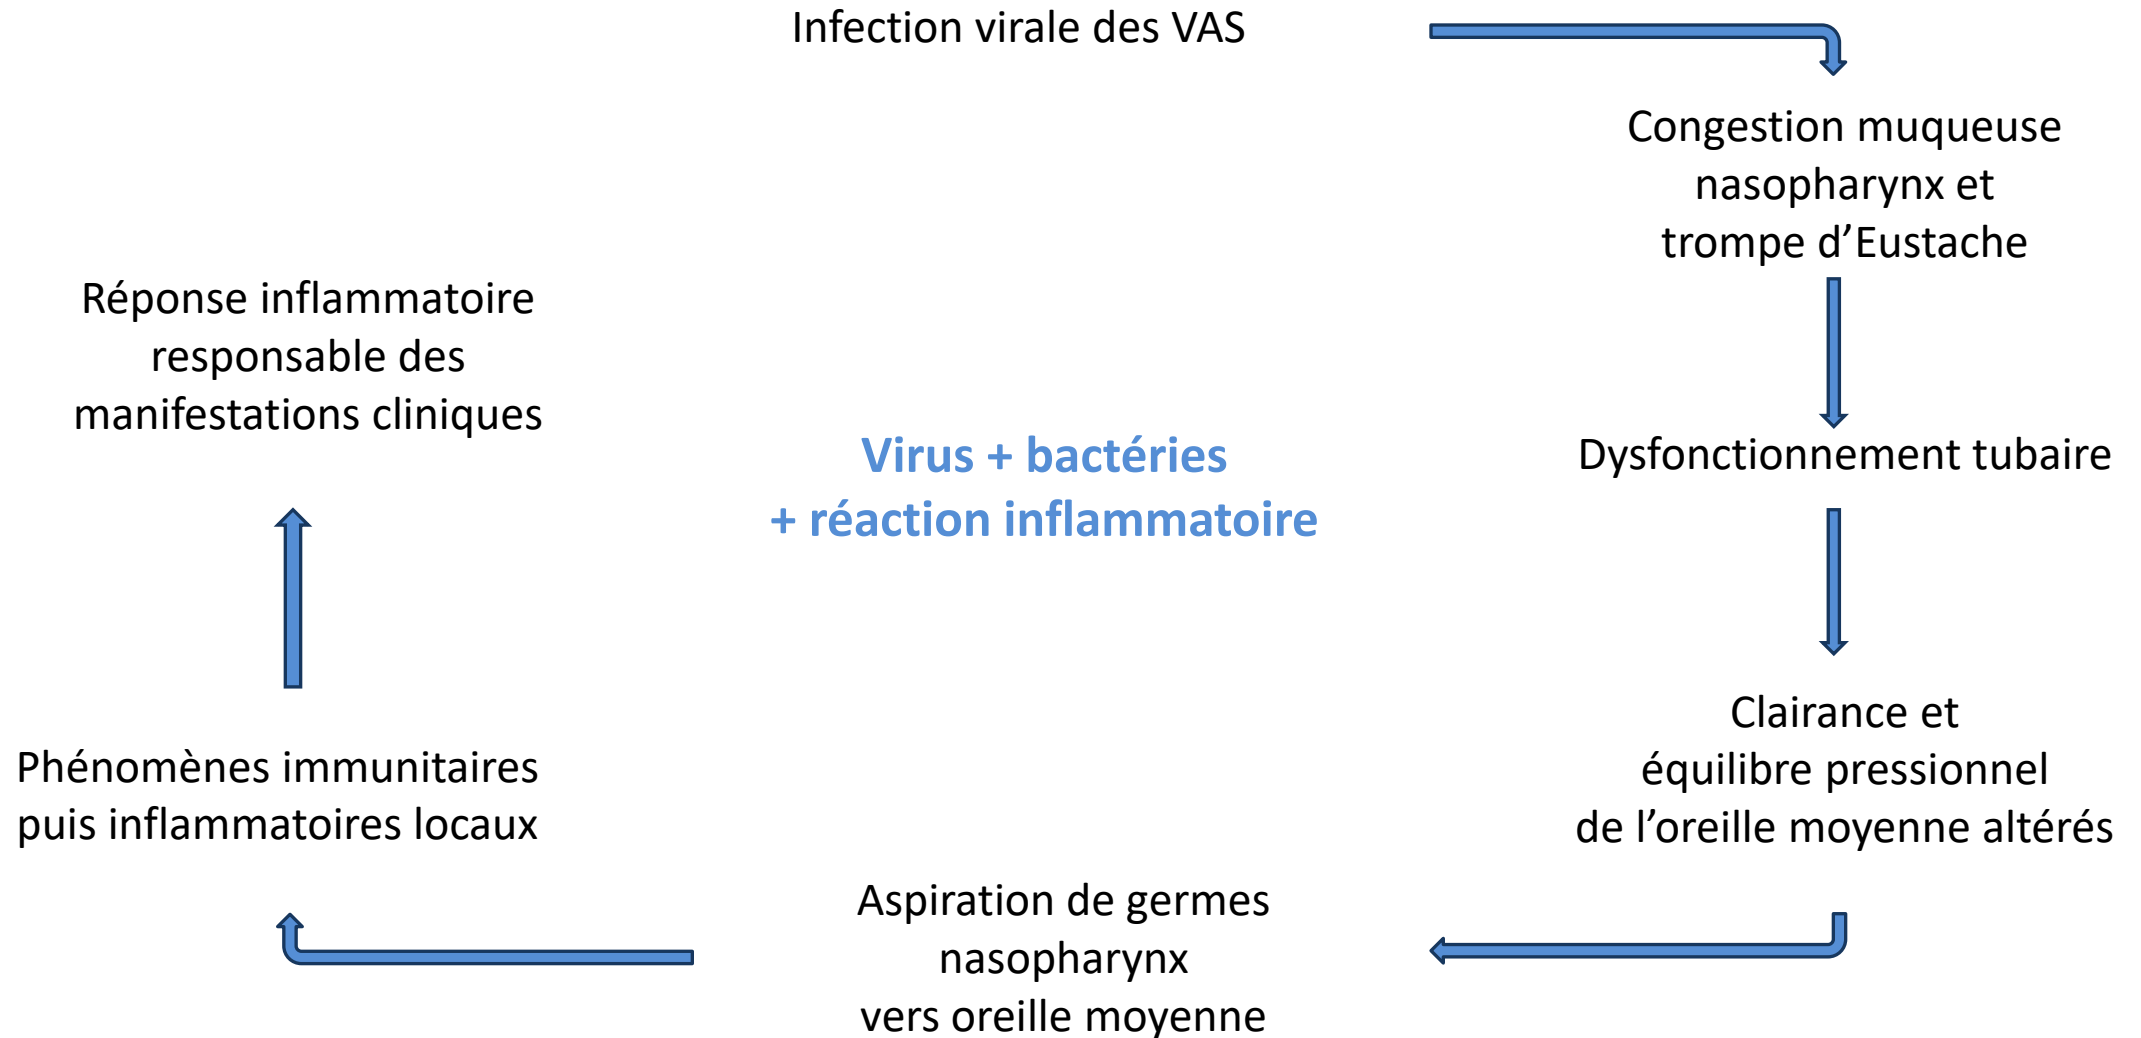 Infection virale des VAS
Congestion muqueuse
nasopharynx et
trompe d’Eustache
Dysfonctionnement tubaire
Clairance et
équilibre pressionnel
de l’oreille moyenne altérés
Aspiration de germes
nasopharynx
vers oreille moyenne
Phénomènes immunitaires
puis inflammatoires locaux
Réponse inflammatoire
responsable des
manifestations cliniques
Virus + bactéries
+ réaction inflammatoire